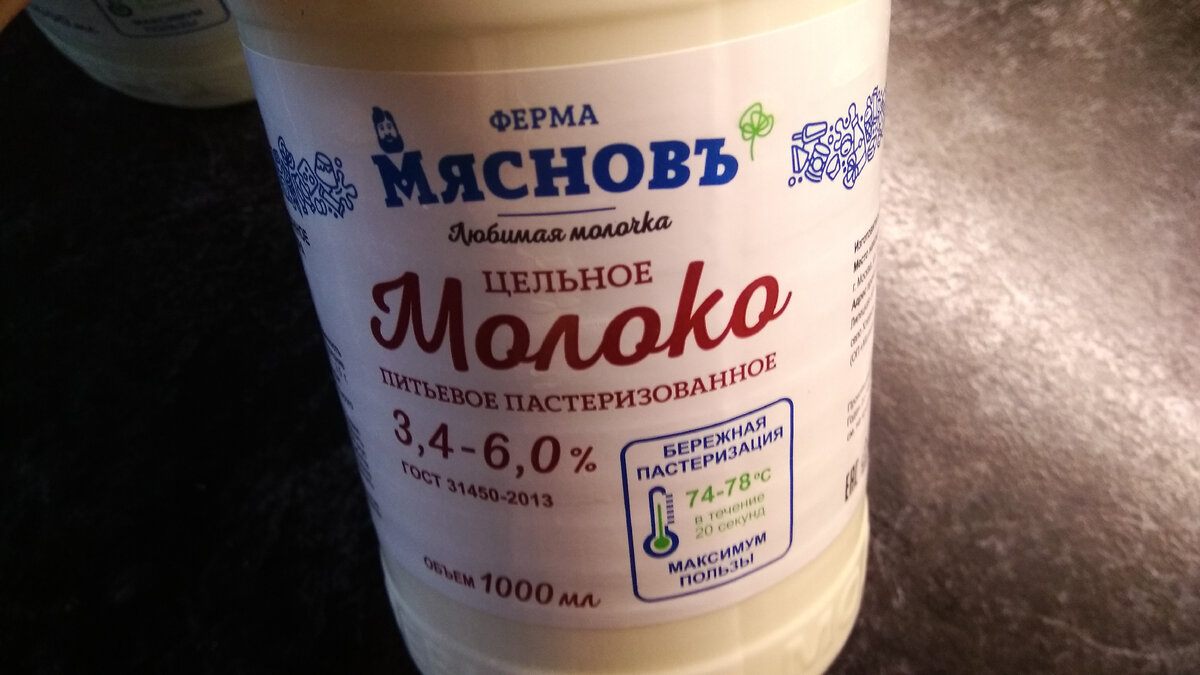 ФЕРМА
МЯСНОВЪ
Любимая молочка
ЦЕЛЬНОЕ
Молоко
ПИТЬЕВОЕ ПАСТЕРИЗОВАННОЕ
3,4-6,0%
ГОСТ 31450-2013
ОБЪЕМ 1000 мл
БЕРЕЖНАЯ
ПАСТЕРИЗАЦИЯ
74-78°C
в течение
20 секунд
МАКСИМУМ
ПОЛЬЗЫ
EAC